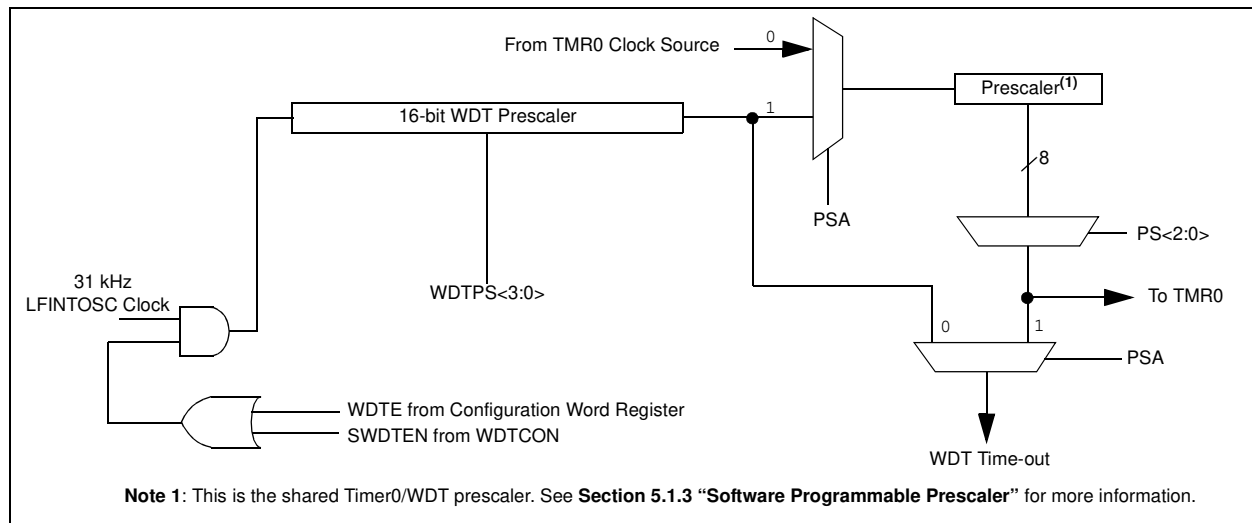 From TMR0 Clock Source
0
1
16-bit WDT Prescaler
Prescaler(1)
8
PSA
PS<2:0>
31 kHz
LFINTOSC Clock
WDTPS<3:0>
To TMR0
0
1
PSA
WDTE from Configuration Word Register
SWDTEN from WDTCON
WDT Time-out
Note 1: This is the shared Timer0/WDT prescaler. See Section 5.1.3 “Software Programmable Prescaler” for more information.